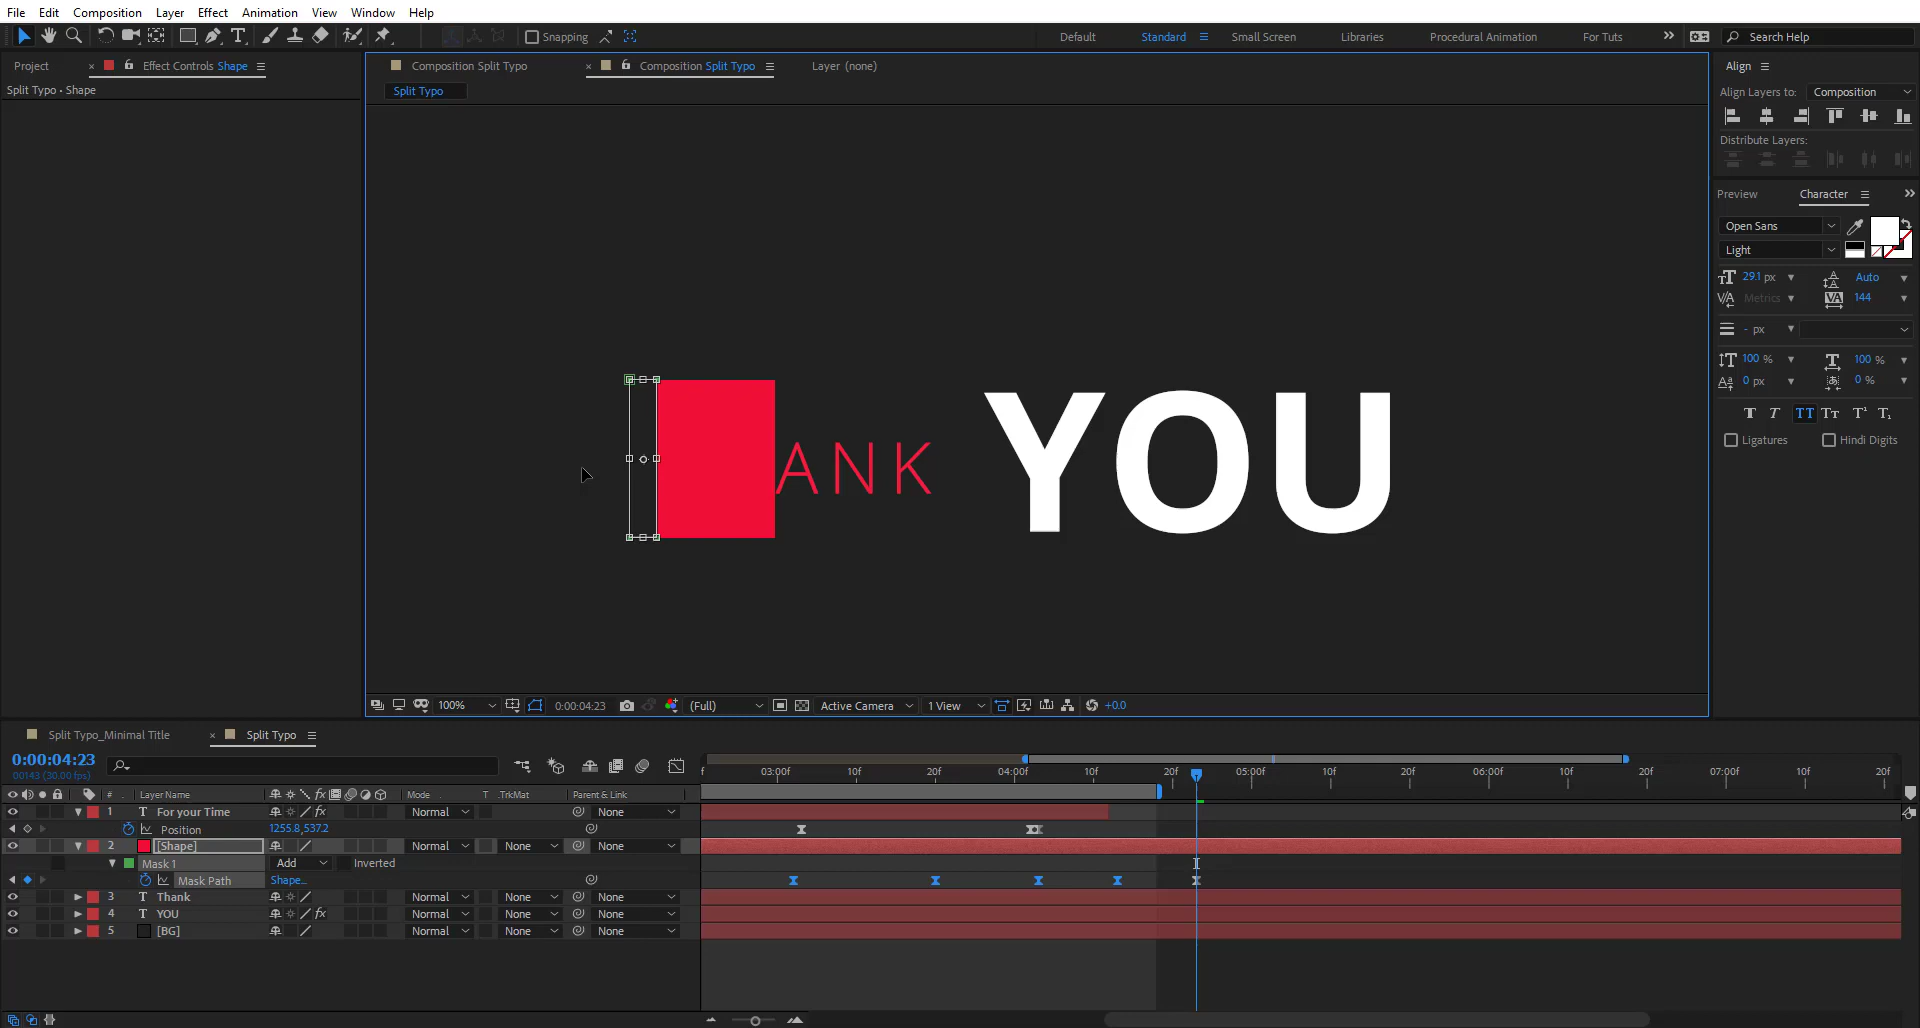 File Edit Composition Layer Effect Animation View Window Help
Snapping Default Standard Small Screen Libraries Procedural Animation For Tuts Search Help
Project Effect Controls Shape Composition Split Typo Composition Split Typo Layer (none) Align
Split Typo • Shape Split Typo Align Layers to: Composition
Distribute Layers:
Preview Character
Open Sans
Light
29.1 px Auto
Metrics 144
- px
100 % 100 %
0 px 0 %
Ligatures Hindi Digits
ANK YOU
100% 0:00:04:23 (Full) Active Camera 1 View +0.0
Split Typo_Minimal Title Split Typo
0:00:04:23
00143 (30.00 fps)
f 03:00f 10f 20f 04:00f 10f 20f 05:00f 10f 20f 06:00f 10f 20f 07:00f 10f 20f
# Layer Name Mode T .TrkMat Parent & Link
1 T For your Time Normal None
Position 1255.8,537.2
2 [Shape] Normal None None
Mask 1 Add Inverted
Mask Path Shape...
3 T Thank Normal None None
4 T YOU Normal None None
5 [BG] Normal None None